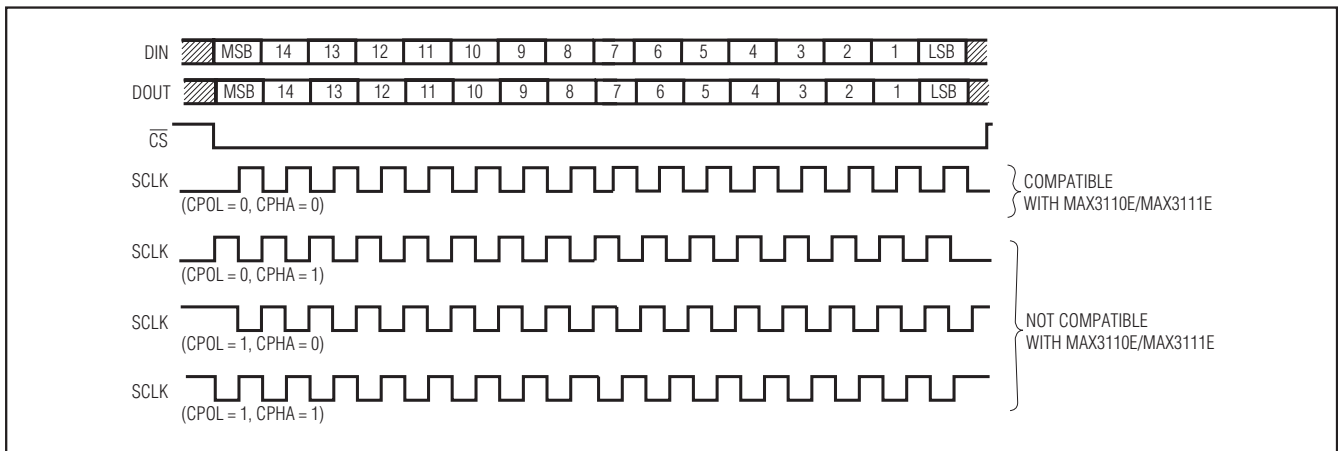 DIN MSB 14 13 12 11 10 9 8 7 6 5 4 3 2 1 LSB
DOUT MSB 14 13 12 11 10 9 8 7 6 5 4 3 2 1 LSB
CS
SCLK
(CPOL = 0, CPHA = 0)
COMPATIBLE
WITH MAX3110E/MAX3111E
SCLK
(CPOL = 0, CPHA = 1)
SCLK
(CPOL = 1, CPHA = 0)
NOT COMPATIBLE
WITH MAX3110E/MAX3111E
SCLK
(CPOL = 1, CPHA = 1)